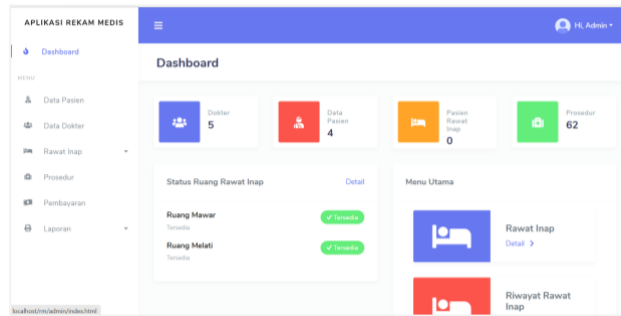 APLIKASI REKAM MEDIS
Hi, Admin
Dashboard
MENU
Data Pasien
Data Dokter
Rawat Inap
Prosedur
Pembayaran
Laporan
localhost/rm/admin/index.html
Dashboard
Dokter
5
Data
Pasien
4
Pasien
Rawat
Inap
0
Prosedur
62
Status Ruang Rawat Inap
Detail
Ruang Mawar
Tersedia
✓ Tersedia
Ruang Melati
Tersedia
✓ Tersedia
Menu Utama
Rawat Inap
Detail >
Riwayat Rawat
Inap